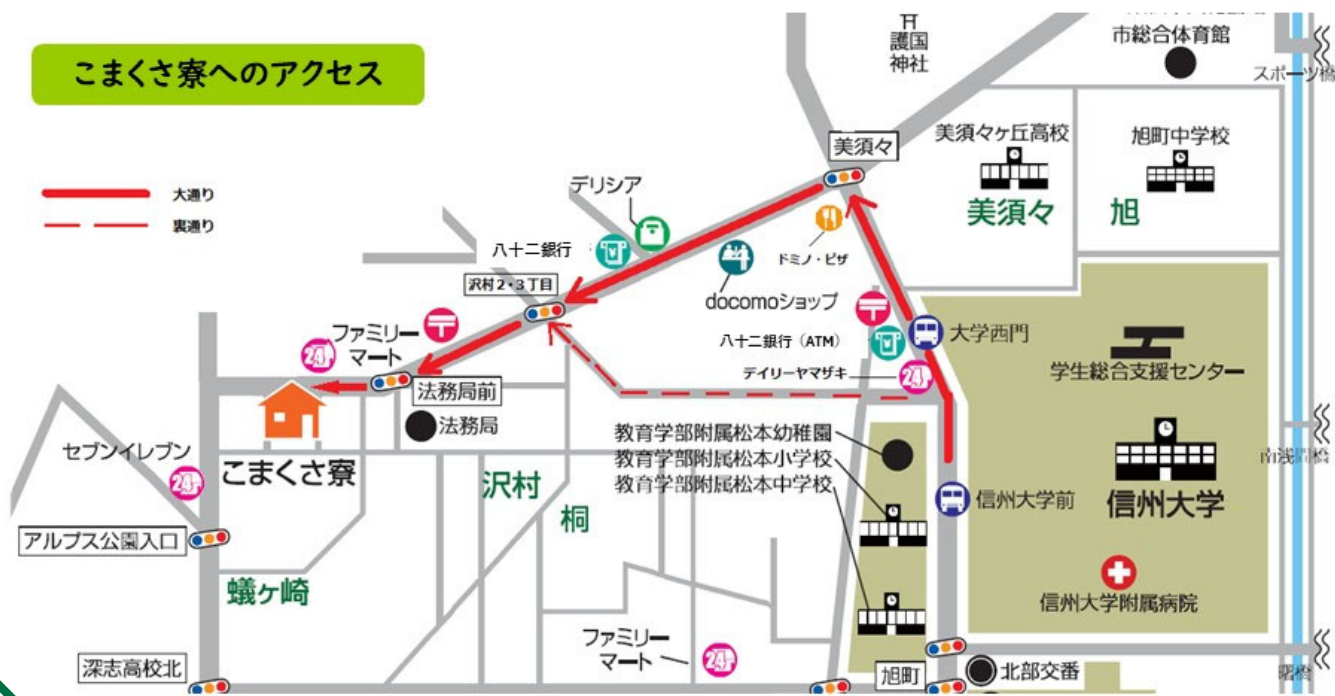 こまくさ寮へのアクセス
大通り
裏通り
護国
神社
市総合体育館
スポーツ橋
美須々
美須々ヶ丘高校
旭町中学校
美須々
旭
デリシア
八十二銀行
ドミノ・ピザ
沢村2・3丁目
docomoショップ
ファミリー
マート
八十二銀行（ATM）
大学西門
デイリーヤマザキ
学生総合支援センター
法務局前
法務局
セブンイレブン
こまくさ寮
教育学部附属松本幼稚園
教育学部附属松本小学校
教育学部附属松本中学校
沢村
桐
信州大学前
信州大学
アルプス公園入口
蟻ヶ崎
信州大学附属病院
ファミリー
マート
深志高校北
旭町
北部交番
24
24
24
24